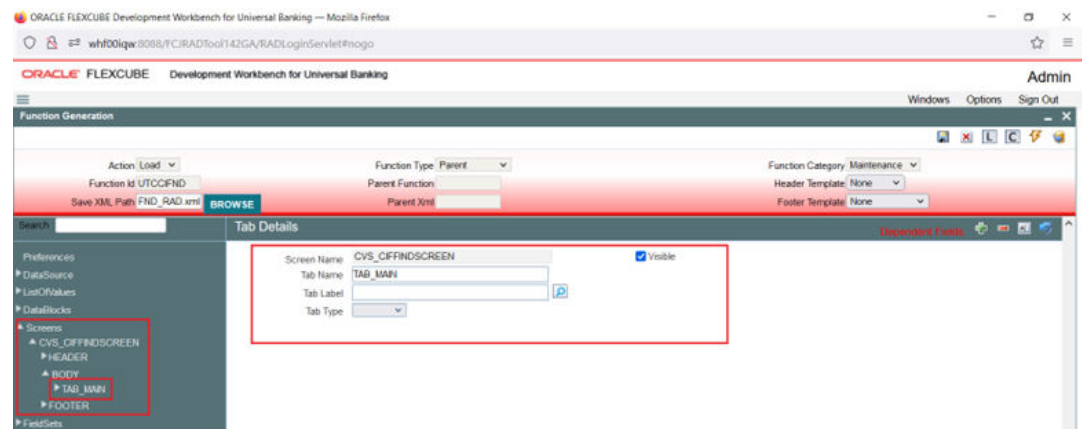 ORACLE FLEXCUBE Development Workbench for Universal Banking — Mozilla Firefox
whf00iqw:8088/FCJRADTool142GA/RADLoginServlet#nogo
ORACLE FLEXCUBE Development Workbench for Universal Banking Admin
Windows Options Sign Out
Function Generation
L C
Action Load Function Type Parent Function Category Maintenance
Function Id UTCCIFND Parent Function Header Template None
Save XML Path FND_RAD.xml BROWSE Parent Xml Footer Template None
Search Tab Details Dependent Fields
Preferences Screen Name CVS_CIFFINDSCREEN Visible
DataSource Tab Name TAB_MAIN
ListOfValues Tab Label
DataBlocks Tab Type
Screens
CVS_CIFFINDSCREEN
HEADER
BODY
TAB_MAIN
FOOTER
FieldSets